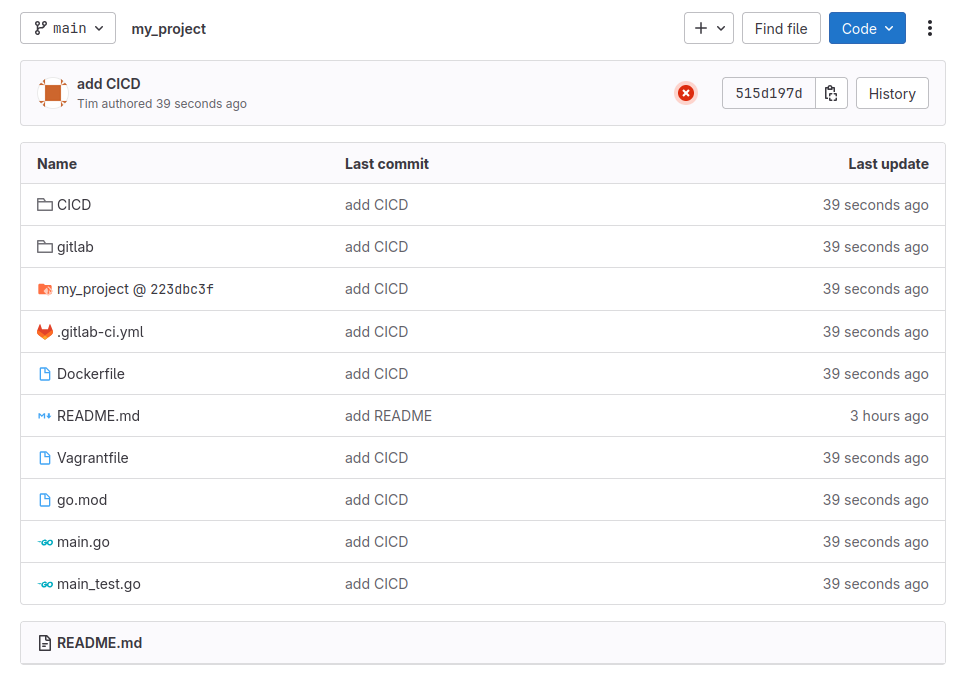 main my_project Find file Code
add CICD
Tim authored 39 seconds ago 515d197d History
Name Last commit Last update
CICD add CICD 39 seconds ago
gitlab add CICD 39 seconds ago
my_project @ 223dbc3f add CICD 39 seconds ago
.gitlab-ci.yml add CICD 39 seconds ago
Dockerfile add CICD 39 seconds ago
README.md add README 3 hours ago
Vagrantfile add CICD 39 seconds ago
go.mod add CICD 39 seconds ago
main.go add CICD 39 seconds ago
main_test.go add CICD 39 seconds ago
README.md